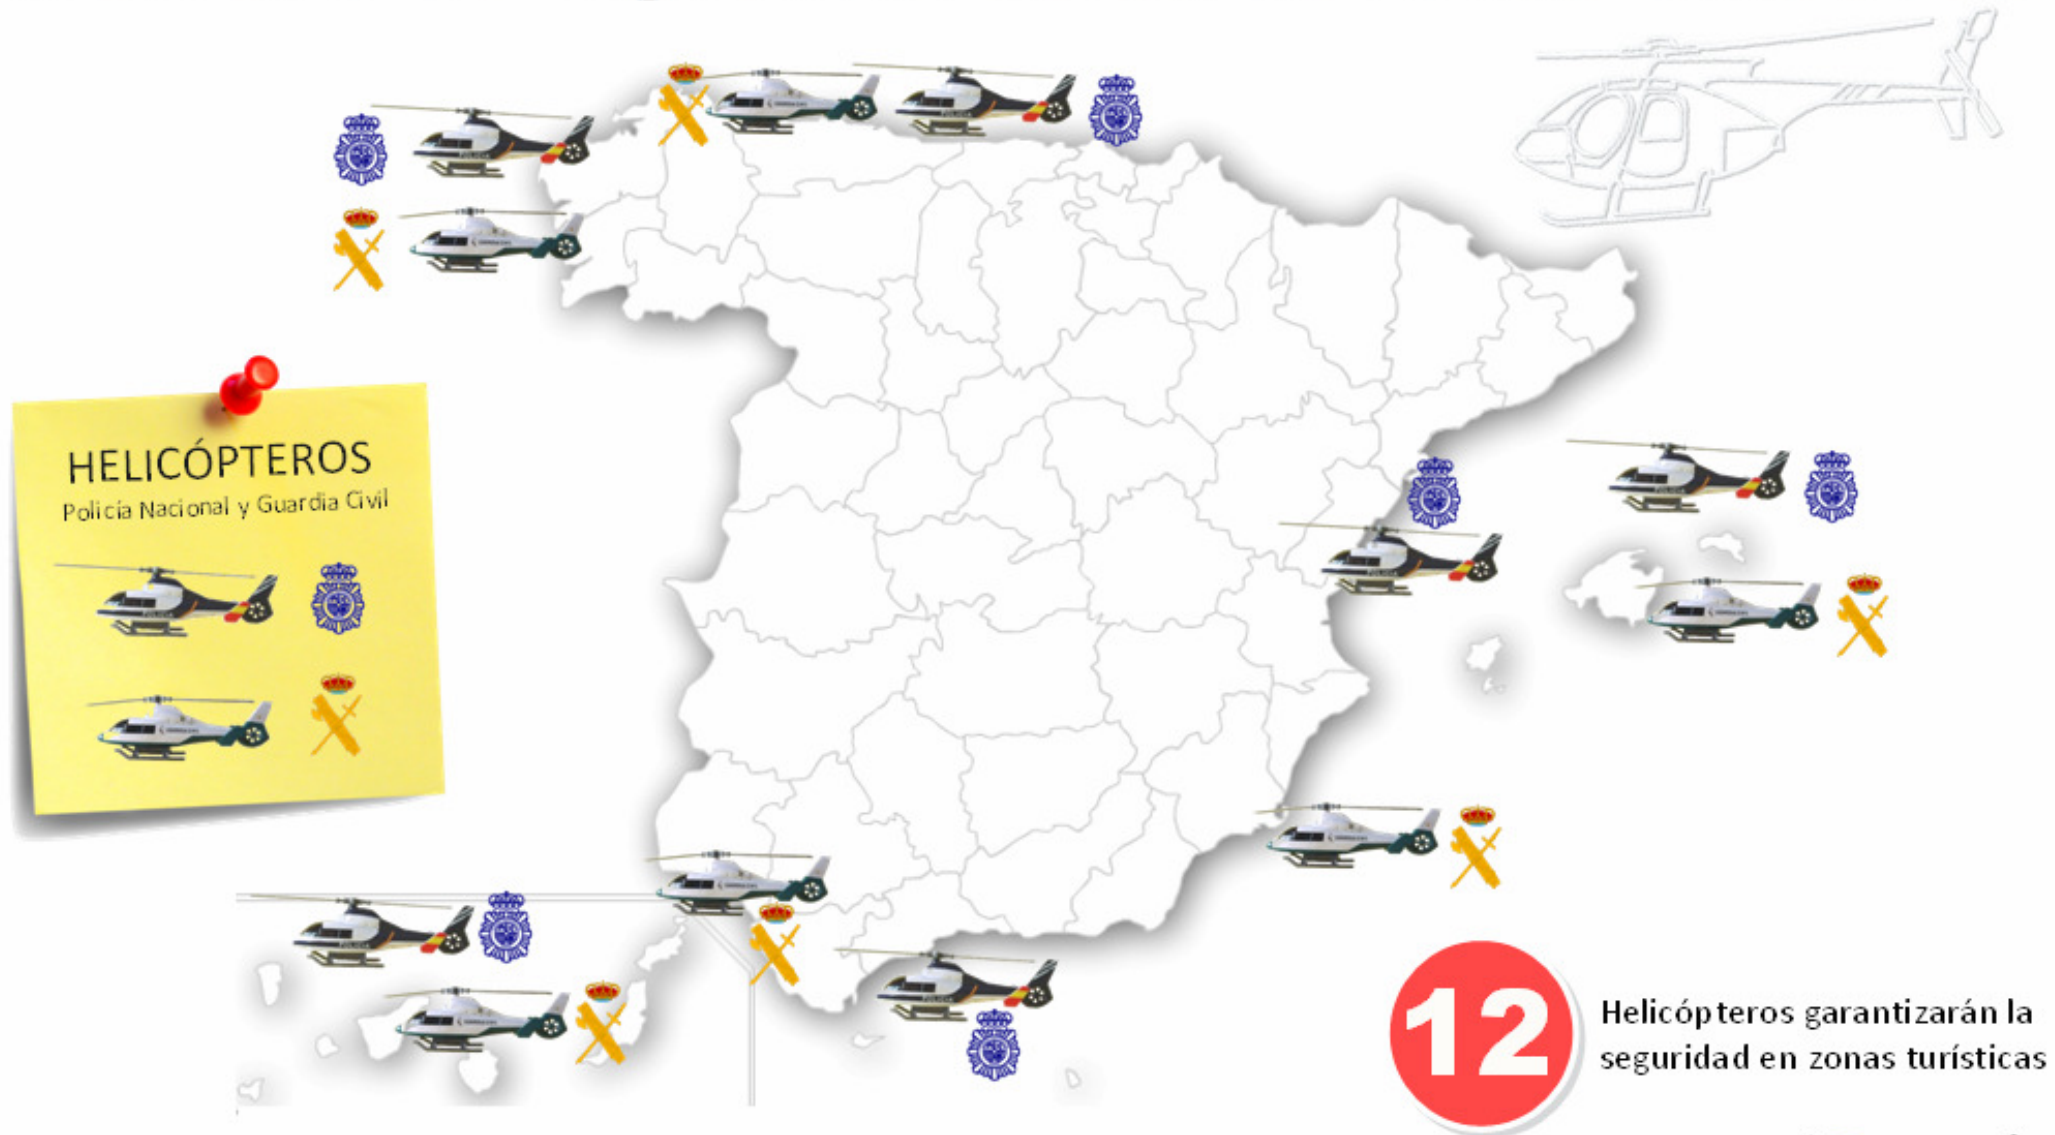 HELICÓPTEROS
Policía Nacional y Guardia Civil
12
Helicópteros garantizarán la
seguridad en zonas turísticas